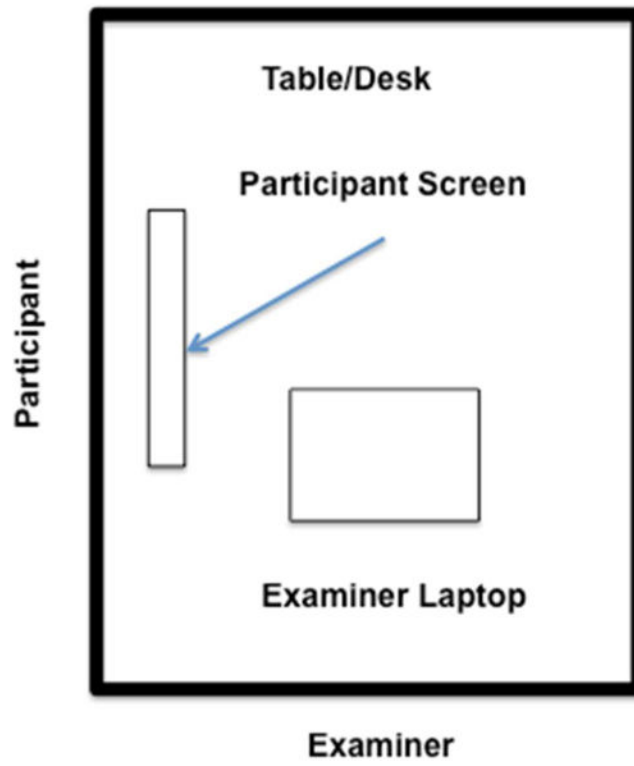 Table/Desk
Participant Screen
Participant
Examiner Laptop
Examiner